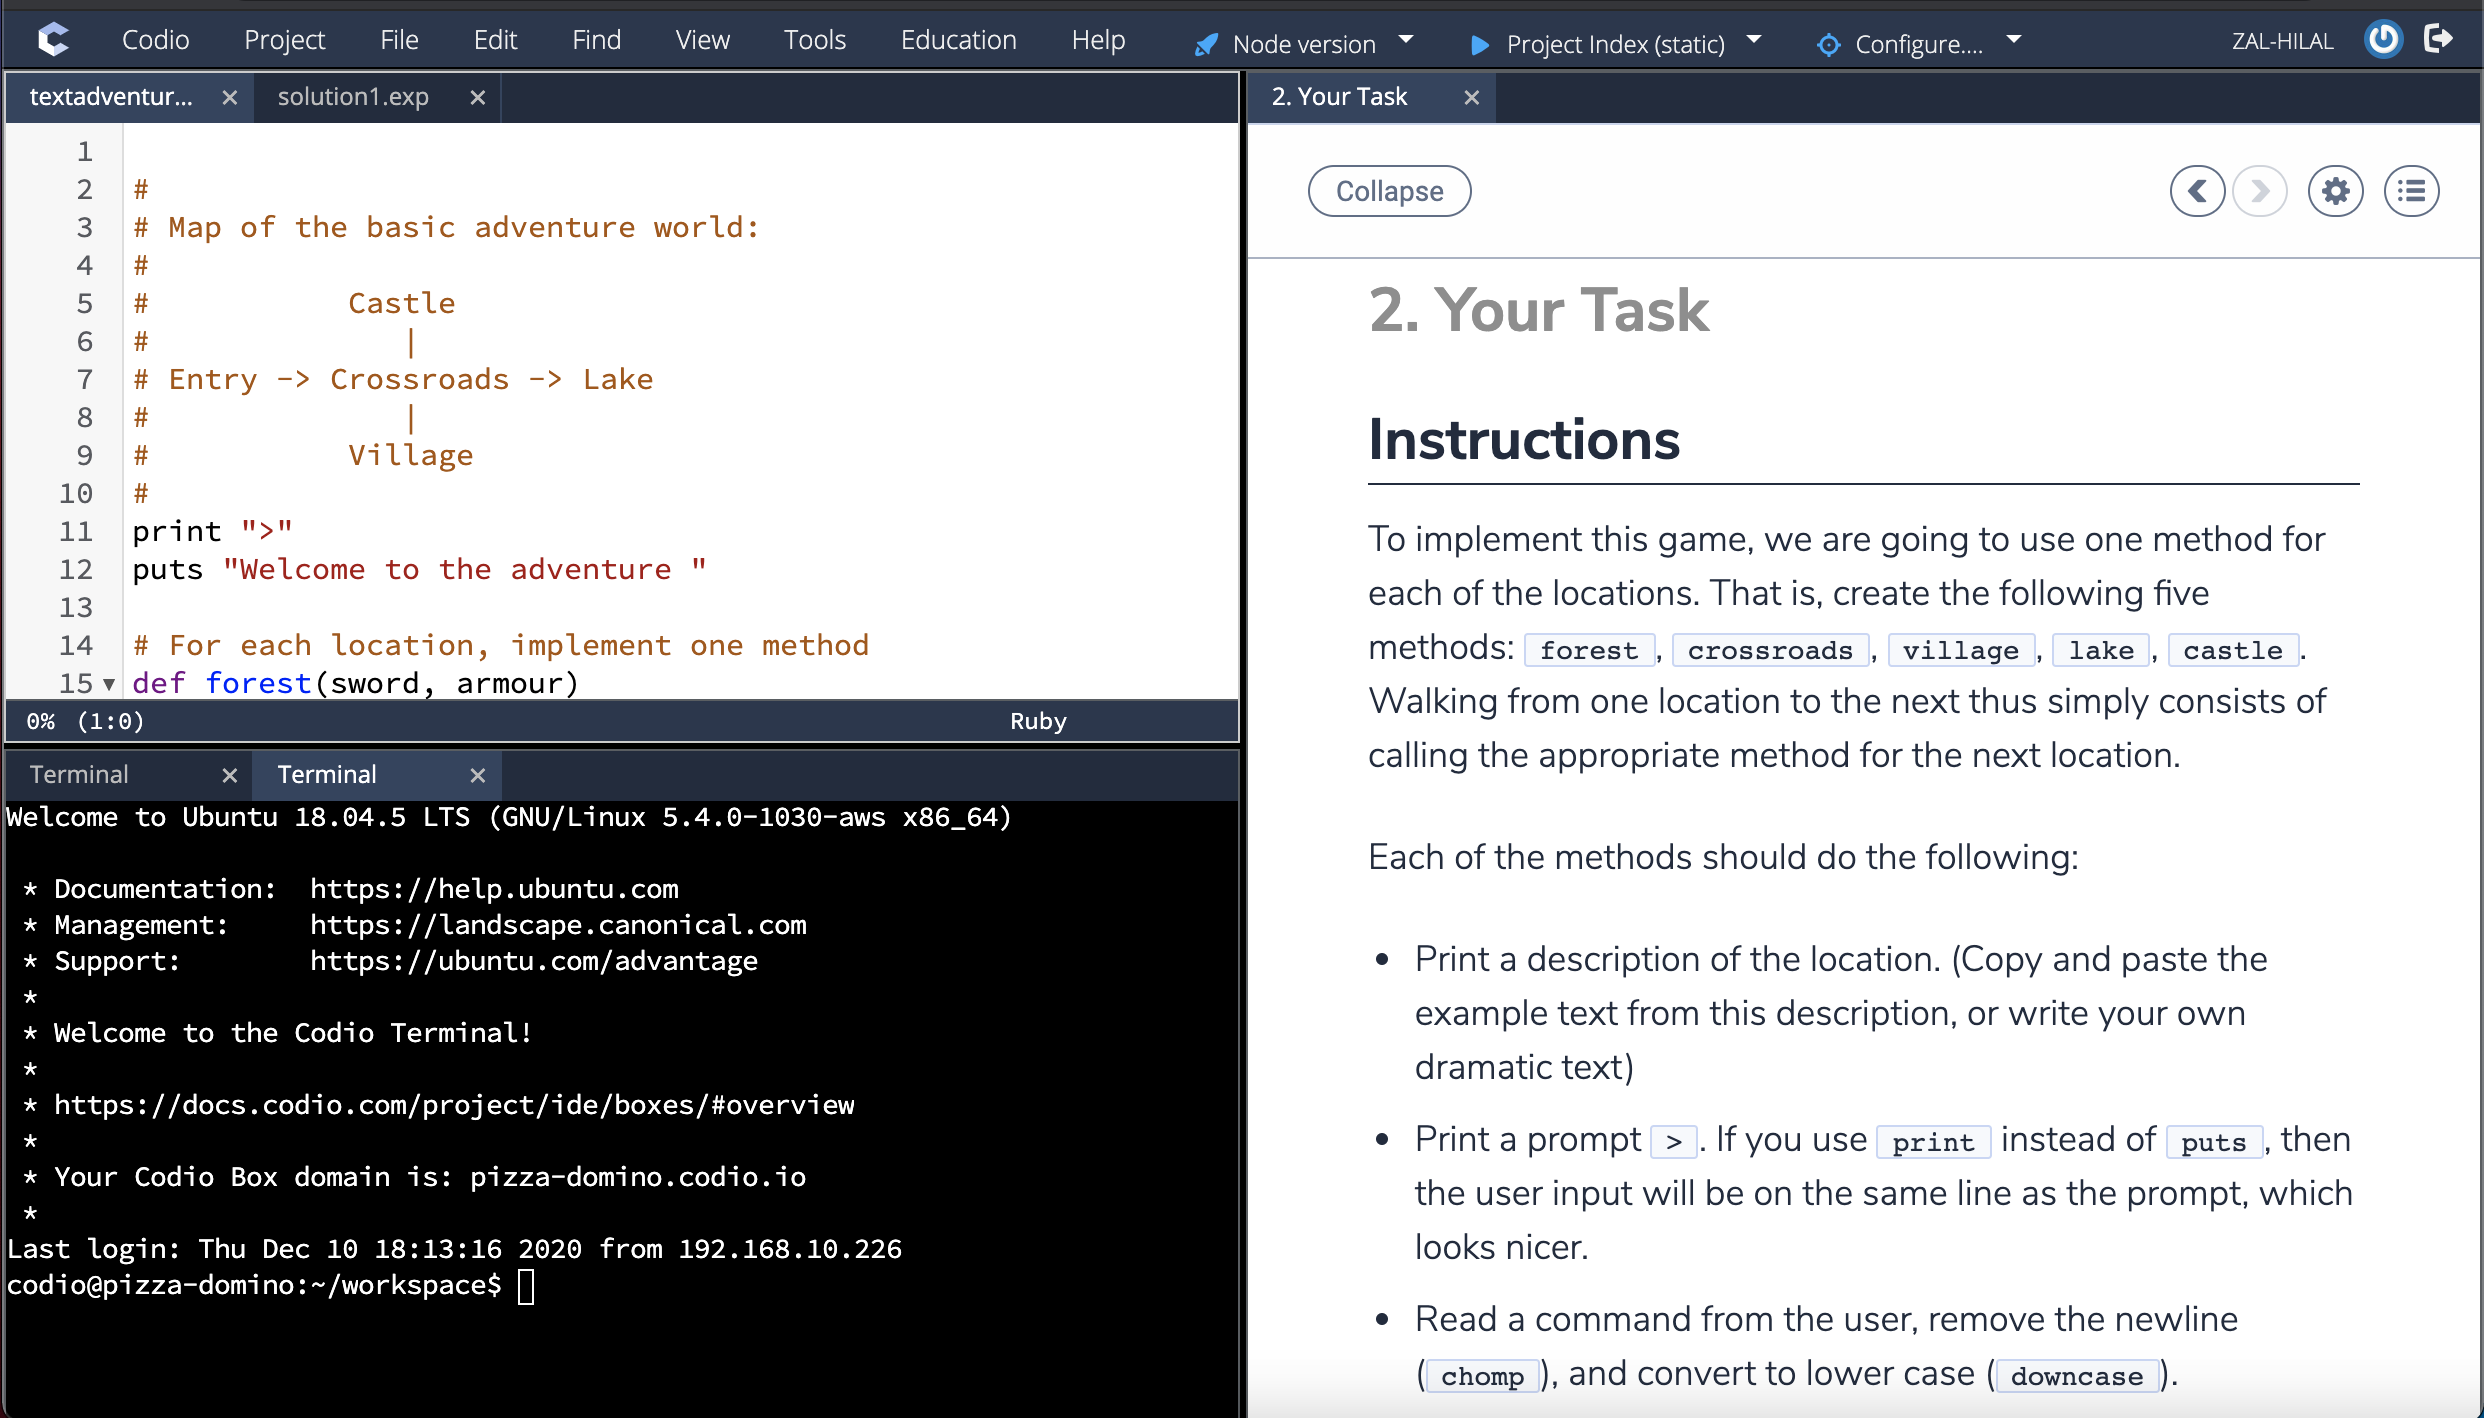 Codio Project File Edit Find View Tools Education Help Node version Project Index (static) Configure.... ZAL-HILAL
textadventur... × solution1.exp ×
1
2 #
3 # Map of the basic adventure world:
4 #
5 #            Castle
6 #               |
7 # Entry -> Crossroads -> Lake
8 #               |
9 #            Village
10 #
11 print ">"
12 puts "Welcome to the adventure "
13
14 # For each location, implement one method
15 def forest(sword, armour)
0% (1:0) Ruby
Terminal × Terminal ×
Welcome to Ubuntu 18.04.5 LTS (GNU/Linux 5.4.0-1030-aws x86_64)
* Documentation:  https://help.ubuntu.com
* Management:     https://landscape.canonical.com
* Support:        https://ubuntu.com/advantage
*
* Welcome to the Codio Terminal!
*
* https://docs.codio.com/project/ide/boxes/#overview
*
* Your Codio Box domain is: pizza-domino.codio.io
*
Last login: Thu Dec 10 18:13:16 2020 from 192.168.10.226
codio@pizza-domino:~/workspace$
2. Your Task ×
Collapse
2. Your Task
Instructions
To implement this game, we are going to use one method for
each of the locations. That is, create the following five
methods: forest, crossroads, village, lake, castle.
Walking from one location to the next thus simply consists of
calling the appropriate method for the next location.
Each of the methods should do the following:
• Print a description of the location. (Copy and paste the
example text from this description, or write your own
dramatic text)
• Print a prompt >. If you use print instead of puts, then
the user input will be on the same line as the prompt, which
looks nicer.
• Read a command from the user, remove the newline
(chomp), and convert to lower case (downcase).